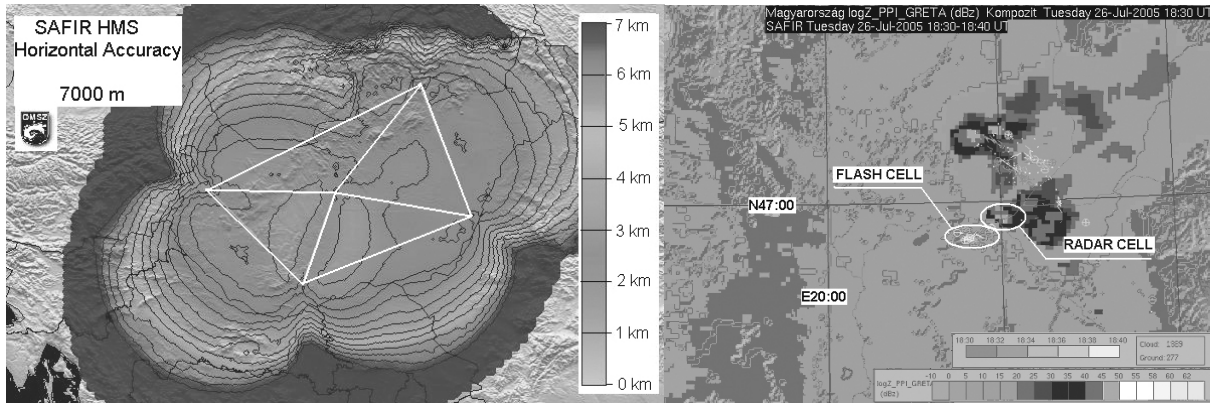 SAFIR HMS
Horizontal Accuracy
7000 m
OMSZ
7 km
6 km
5 km
4 km
3 km
2 km
1 km
0 km
Magyarország logZ_PPI_GRETA (dBz) Kompozit Tuesday 26-Jul-2005 18:30 UT
SAFIR Tuesday 26-Jul-2005 18:30-18:40 UT
FLASH CELL
N47:00
RADAR CELL
E20:00
18:30 18:32 18:34 18:36 18:38 18:40
Cloud: 1885
Ground: 277
-10 0 5 10 15 20 25 30 35 40 45 50 55 58 60 62
logZ_PPI_GRETA
(dBz)